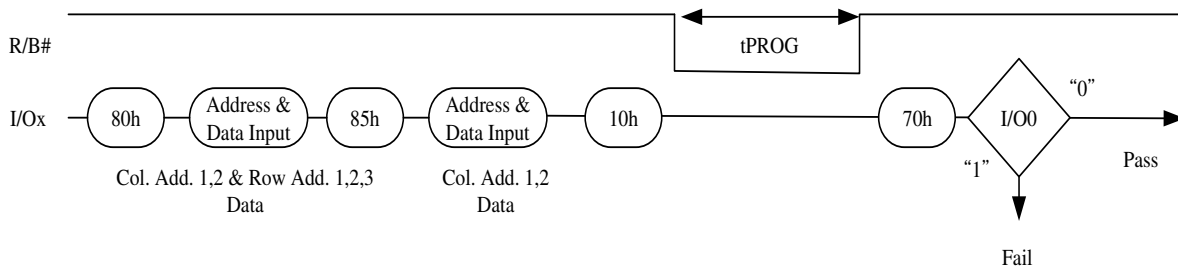 R/B#
tPROG
I/Ox
80h
Address &
Data Input
85h
Address &
Data Input
10h
70h
I/O0
“0”
“1”
Pass
Col. Add. 1,2 & Row Add. 1,2,3
Data
Col. Add. 1,2
Data
Fail